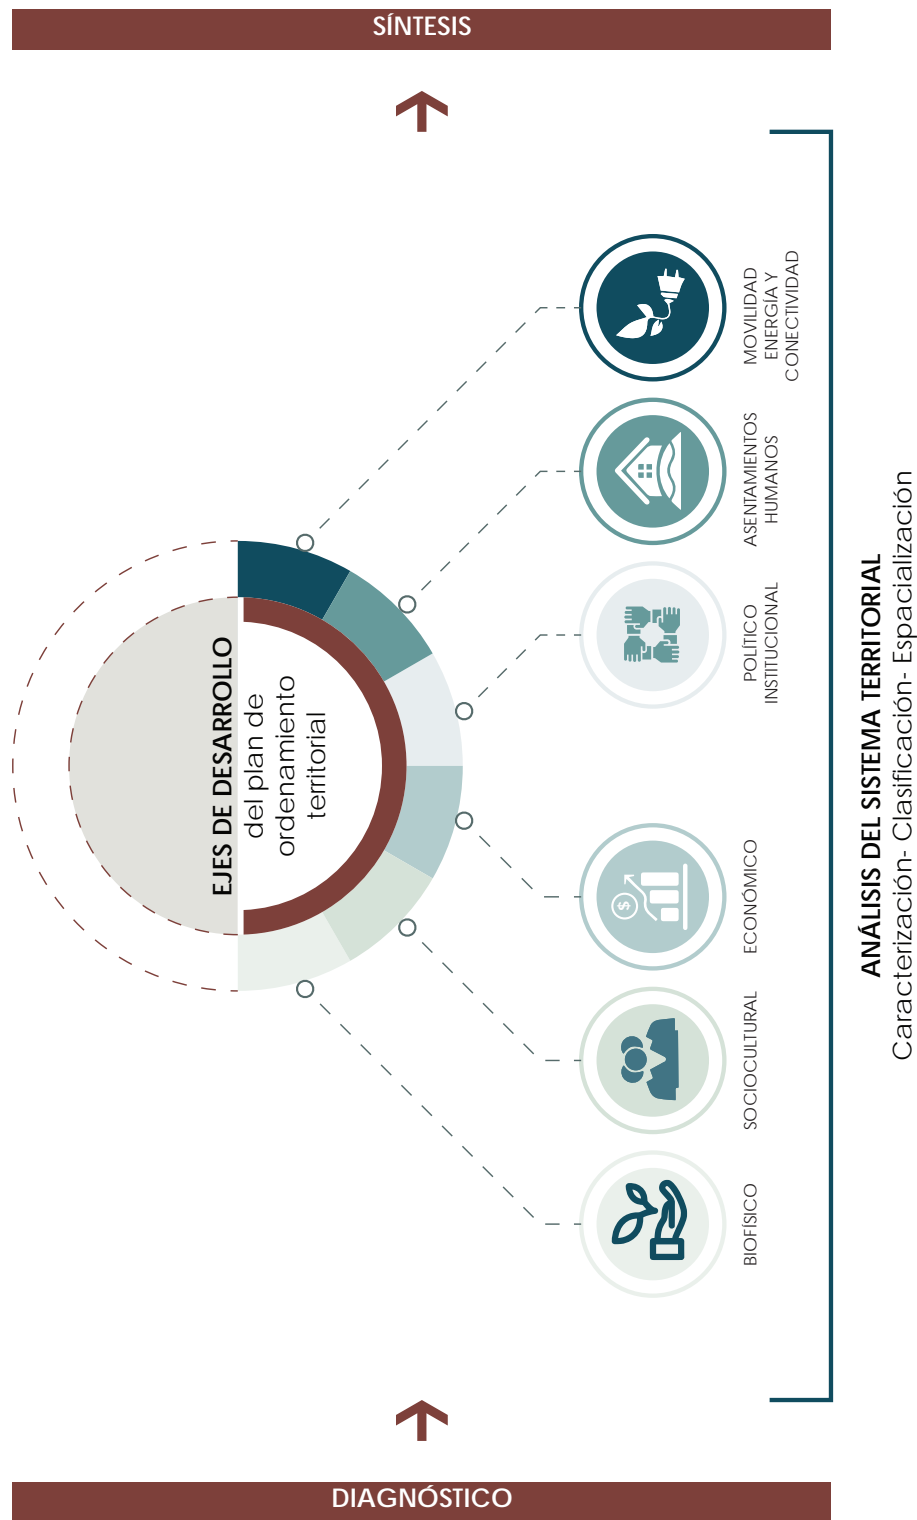 SÍNTESIS
EJES DE DESARROLLO
del plan de
ordenamiento
territorial
MOVILIDAD
ENERGÍA Y
CONECTIVIDAD
ASENTAMIENTOS
HUMANOS
POLÍTICO
INSTITUCIONAL
$
ECONÓMICO
SOCIOCULTURAL
BIOFÍSICO
ANÁLISIS DEL SISTEMA TERRITORIAL
Caracterización- Clasificación- Espacialización
DIAGNÓSTICO